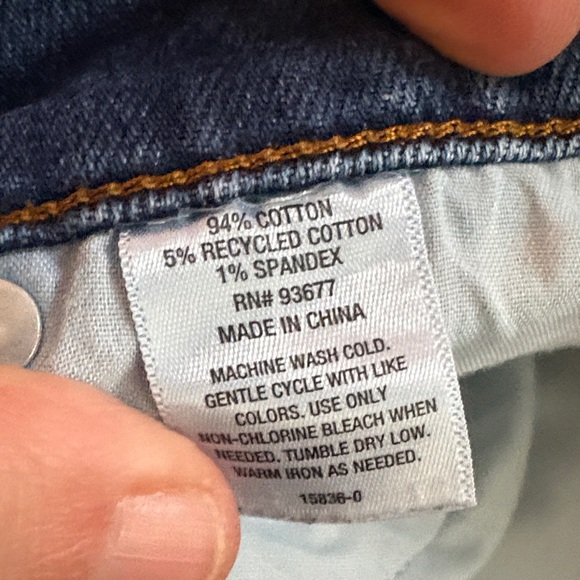 94% COTTON
5% RECYCLED COTTON
1% SPANDEX
RN# 93677
MADE IN CHINA
MACHINE WASH COLD.
GENTLE CYCLE WITH LIKE
COLORS. USE ONLY
NON-CHLORINE BLEACH WHEN
NEEDED. TUMBLE DRY LOW.
WARM IRON AS NEEDED.
15836-0